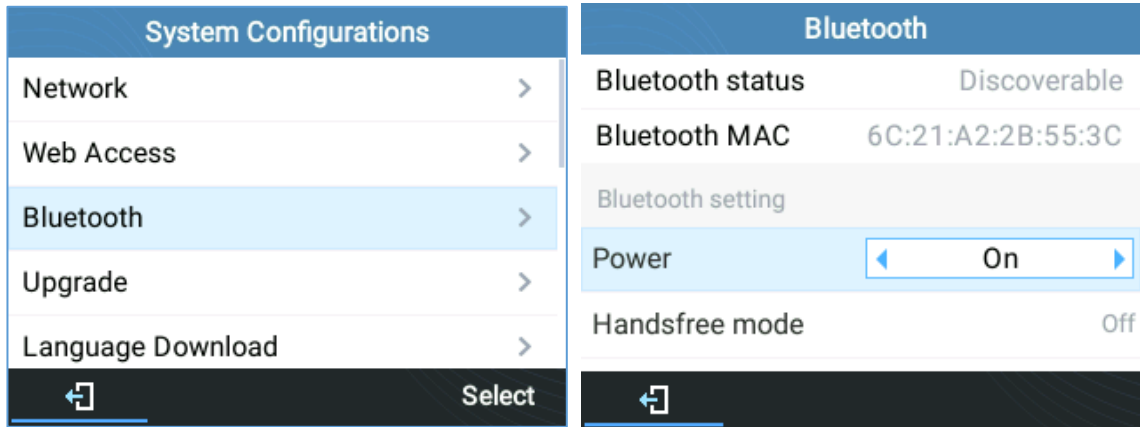 System Configurations
Network
Web Access
Bluetooth
Upgrade
Language Download
Select
Bluetooth
Bluetooth status Discoverable
Bluetooth MAC 6C:21:A2:2B:55:3C
Bluetooth setting
Power On
Handsfree mode Off